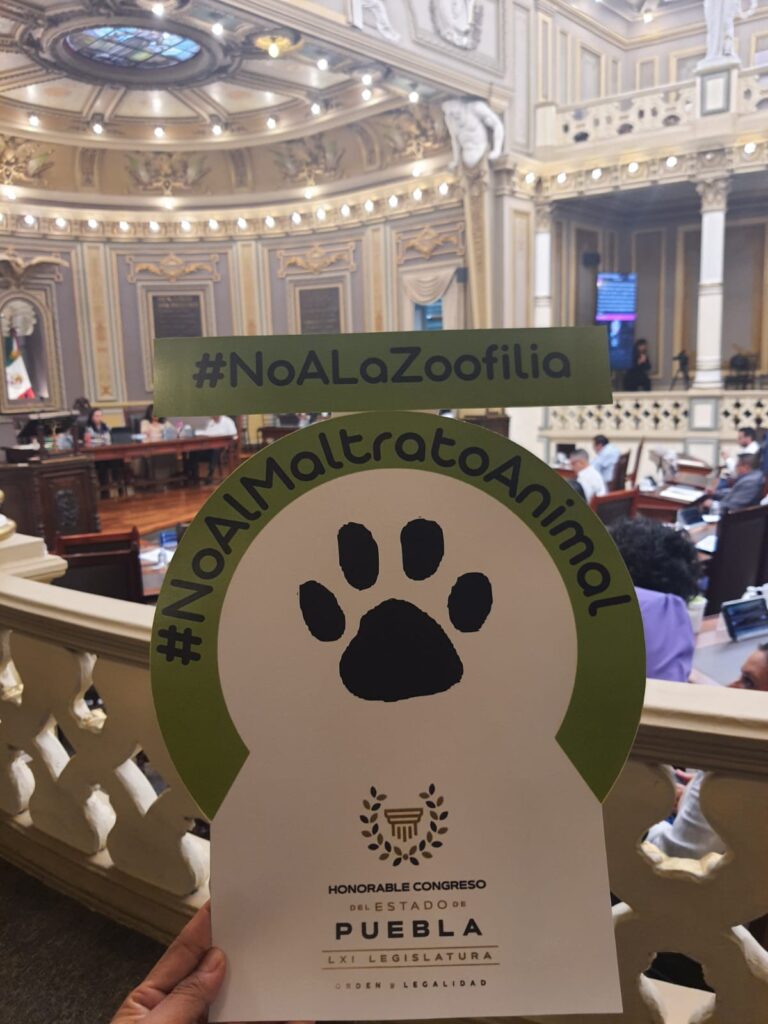 #NoALaZoofilia
#NoAlMaltratoAnimal
HONORABLE CONGRESO
DEL ESTADO DE
PUEBLA
LXI LEGISLATURA
ORDEN Y LEGALIDAD